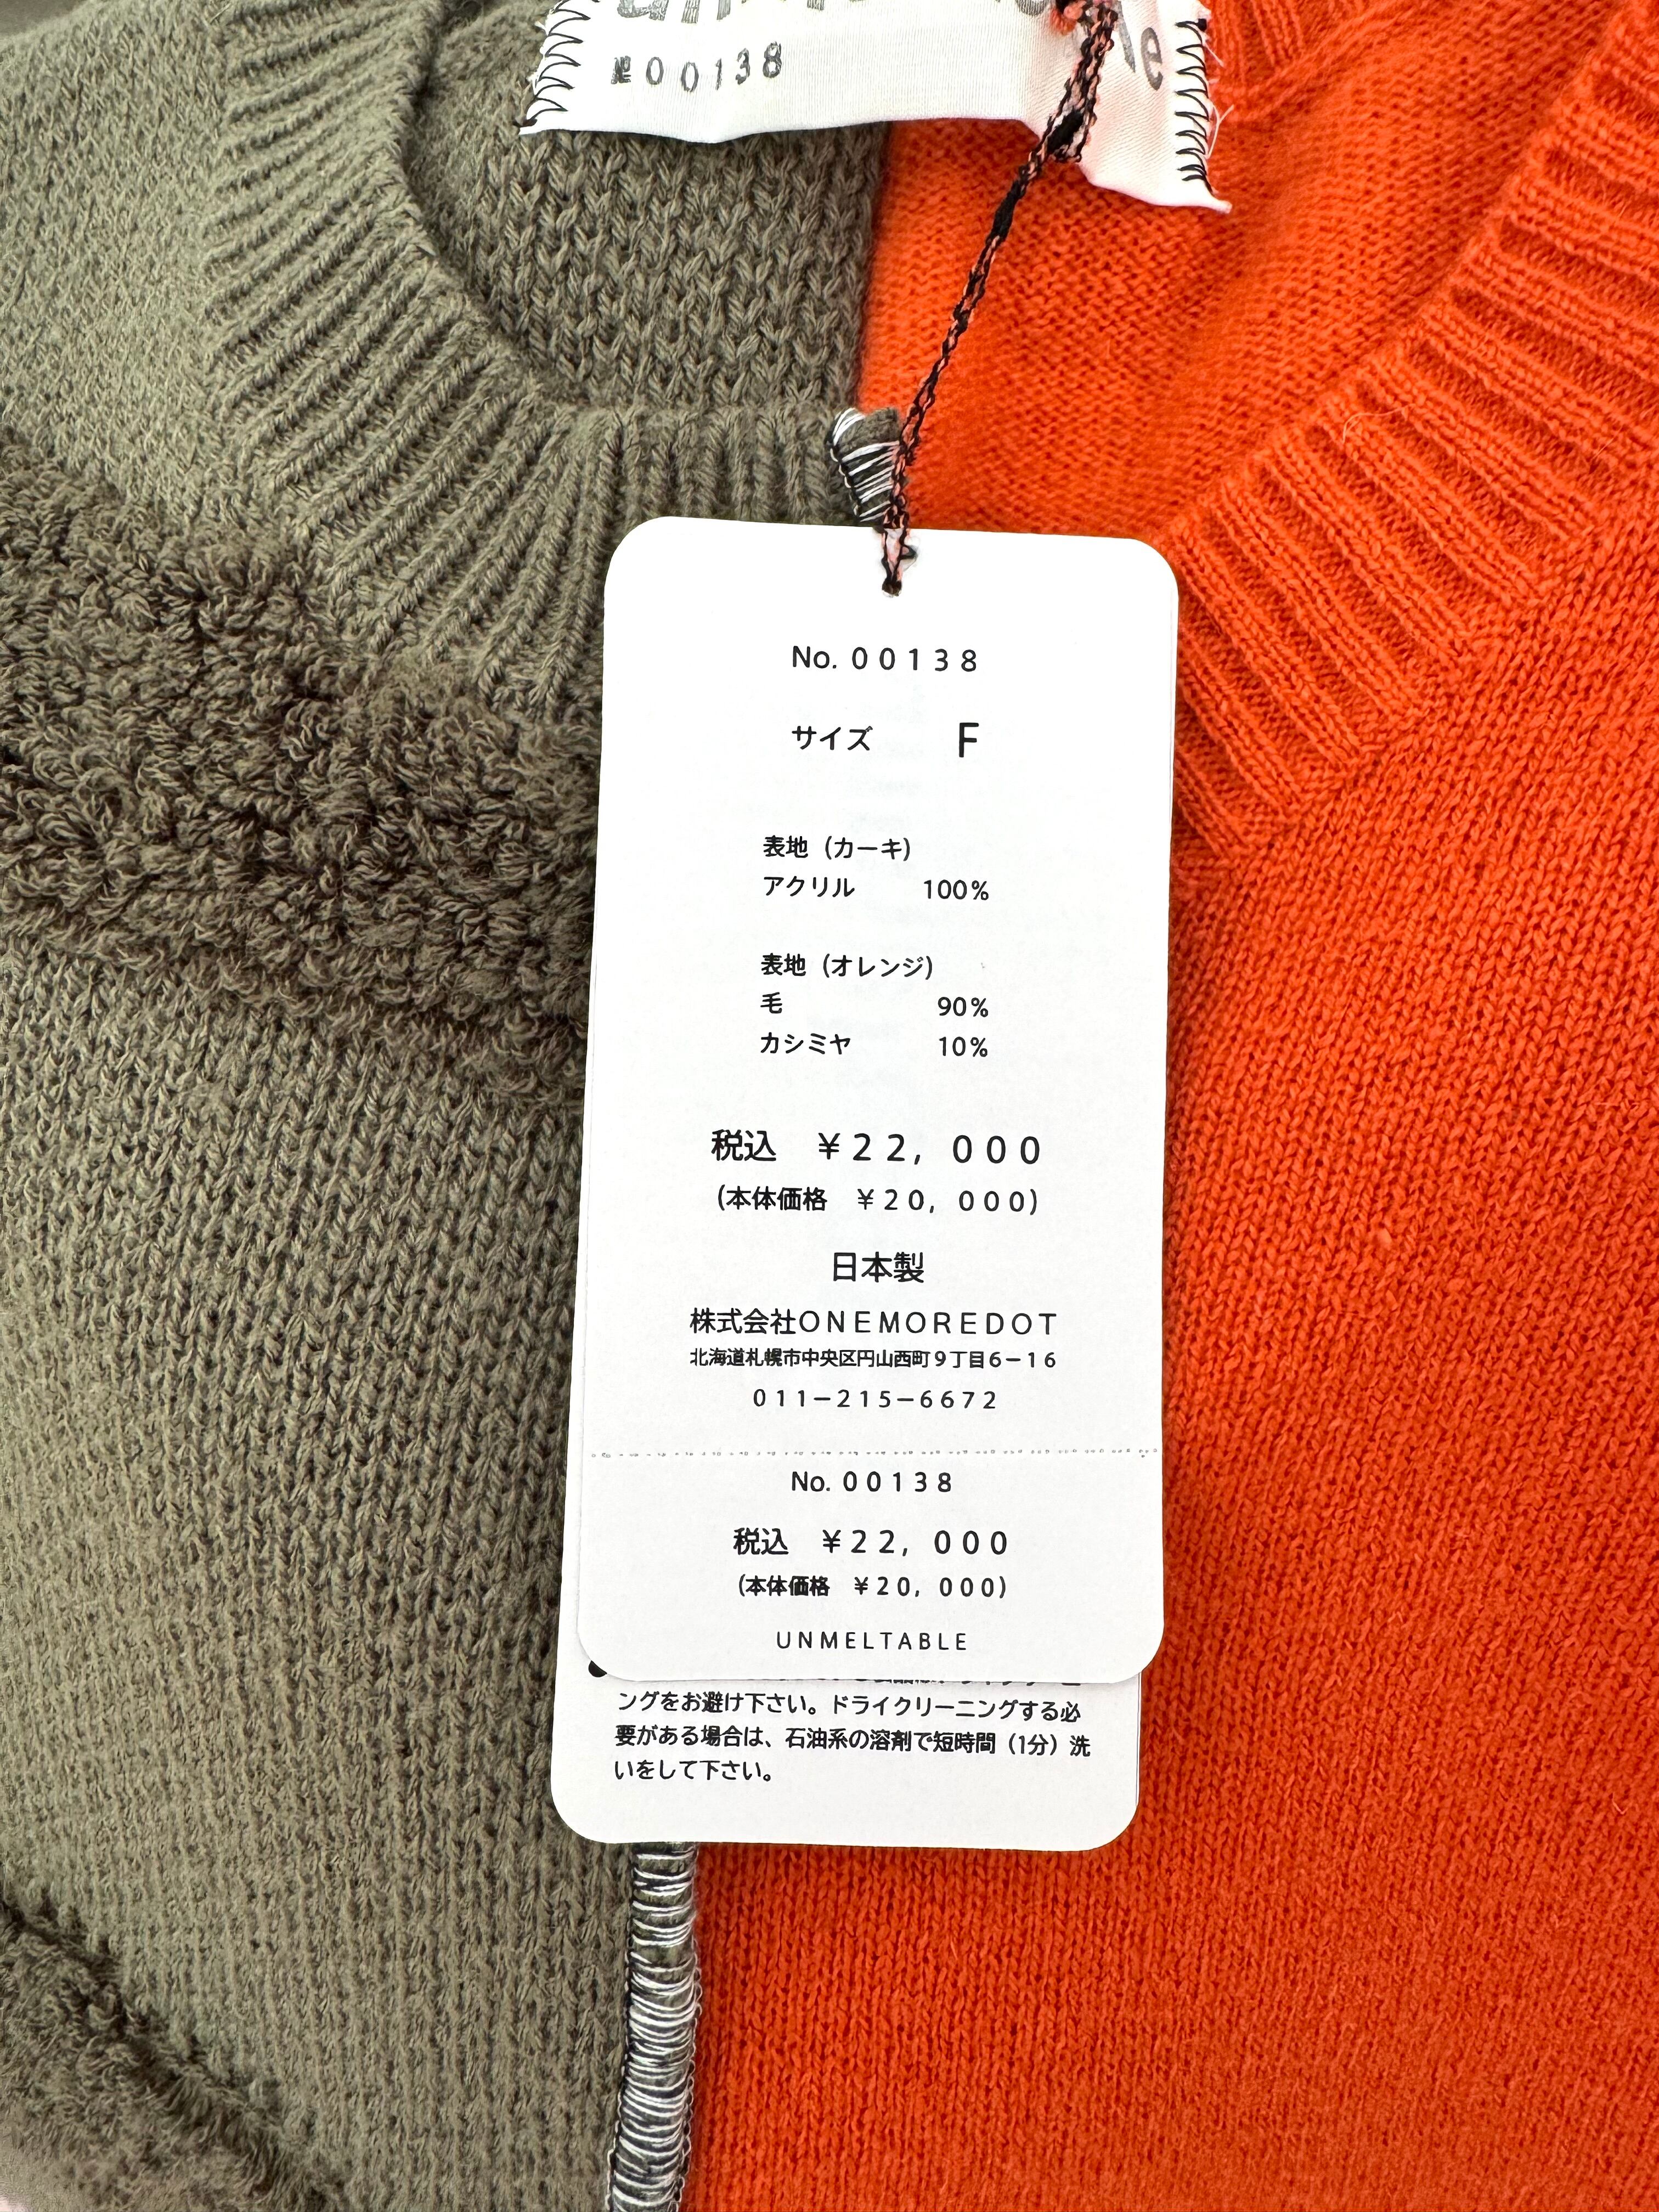 №00138
No. 00138
サイズ F
表地（カーキ）
アクリル 100%
表地（オレンジ）
毛 90%
カシミヤ 10%
税込 ¥22,000
(本体価格 ¥20,000)
日本製
株式会社ONEMOREDOT
北海道札幌市中央区円山西町9丁目6−16
011−215−6672
No. 00138
税込 ¥22,000
(本体価格 ¥20,000)
UNMELTABLE
ングをお避け下さい。ドライクリーニングする必
要がある場合は、石油系の溶剤で短時間（1分）洗
いをして下さい。